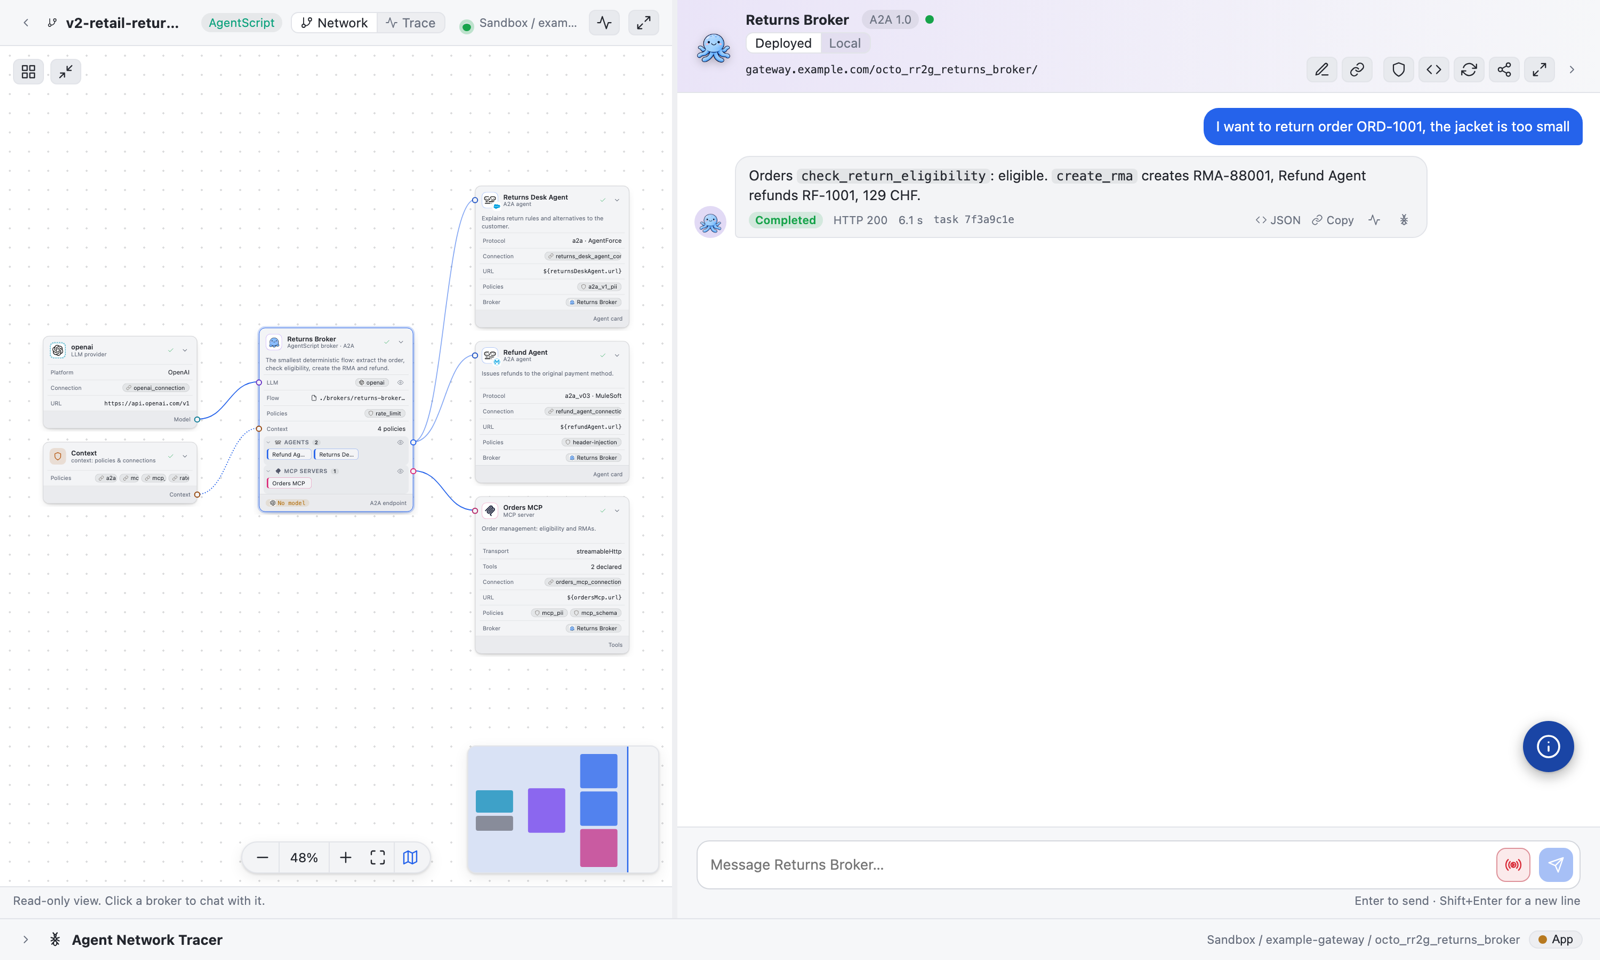 v2-retail-retur...
AgentScript
Network
Trace
Sandbox / exam...
Returns Desk Agent
A2A agent
Explains return rules and alternatives to the
customer.
Protocol a2a · AgentForce
Connection returns_desk_agent_cor
URL ${returnsDeskAgent.url}
Policies a2a_v1_pii
Broker Returns Broker
Agent card
openai
LLM provider
Platform OpenAI
Connection openai_connection
URL https://api.openai.com/v1
Model
Context
context: policies & connections
Policies a2a mc mcp_ rate
Context
Returns Broker
AgentScript broker · A2A
The smallest deterministic flow: extract the order,
check eligibility, create the RMA and refund.
LLM openai
Flow ./brokers/returns-broker...
Policies rate_limit
Context 4 policies
AGENTS 2
Refund Ag... Returns De...
MCP SERVERS 1
Orders MCP
No model A2A endpoint
Refund Agent
A2A agent
Issues refunds to the original payment method.
Protocol a2a_v03 · MuleSoft
Connection refund_agent_connectic
URL ${refundAgent.url}
Policies header-injection
Broker Returns Broker
Agent card
Orders MCP
MCP server
Order management: eligibility and RMAs.
Transport streamableHttp
Tools 2 declared
Connection orders_mcp_connection
URL ${ordersMcp.url}
Policies mcp_pii mcp_schema
Broker Returns Broker
Tools
48%
Read-only view. Click a broker to chat with it.
Returns Broker A2A 1.0
Deployed Local
gateway.example.com/octo_rr2g_returns_broker/
I want to return order ORD-1001, the jacket is too small
Orders check_return_eligibility: eligible. create_rma creates RMA-88001, Refund Agent
refunds RF-1001, 129 CHF.
Completed HTTP 200 6.1 s task 7f3a9c1e JSON Copy
Message Returns Broker...
Enter to send · Shift+Enter for a new line
Agent Network Tracer
Sandbox / example-gateway / octo_rr2g_returns_broker App